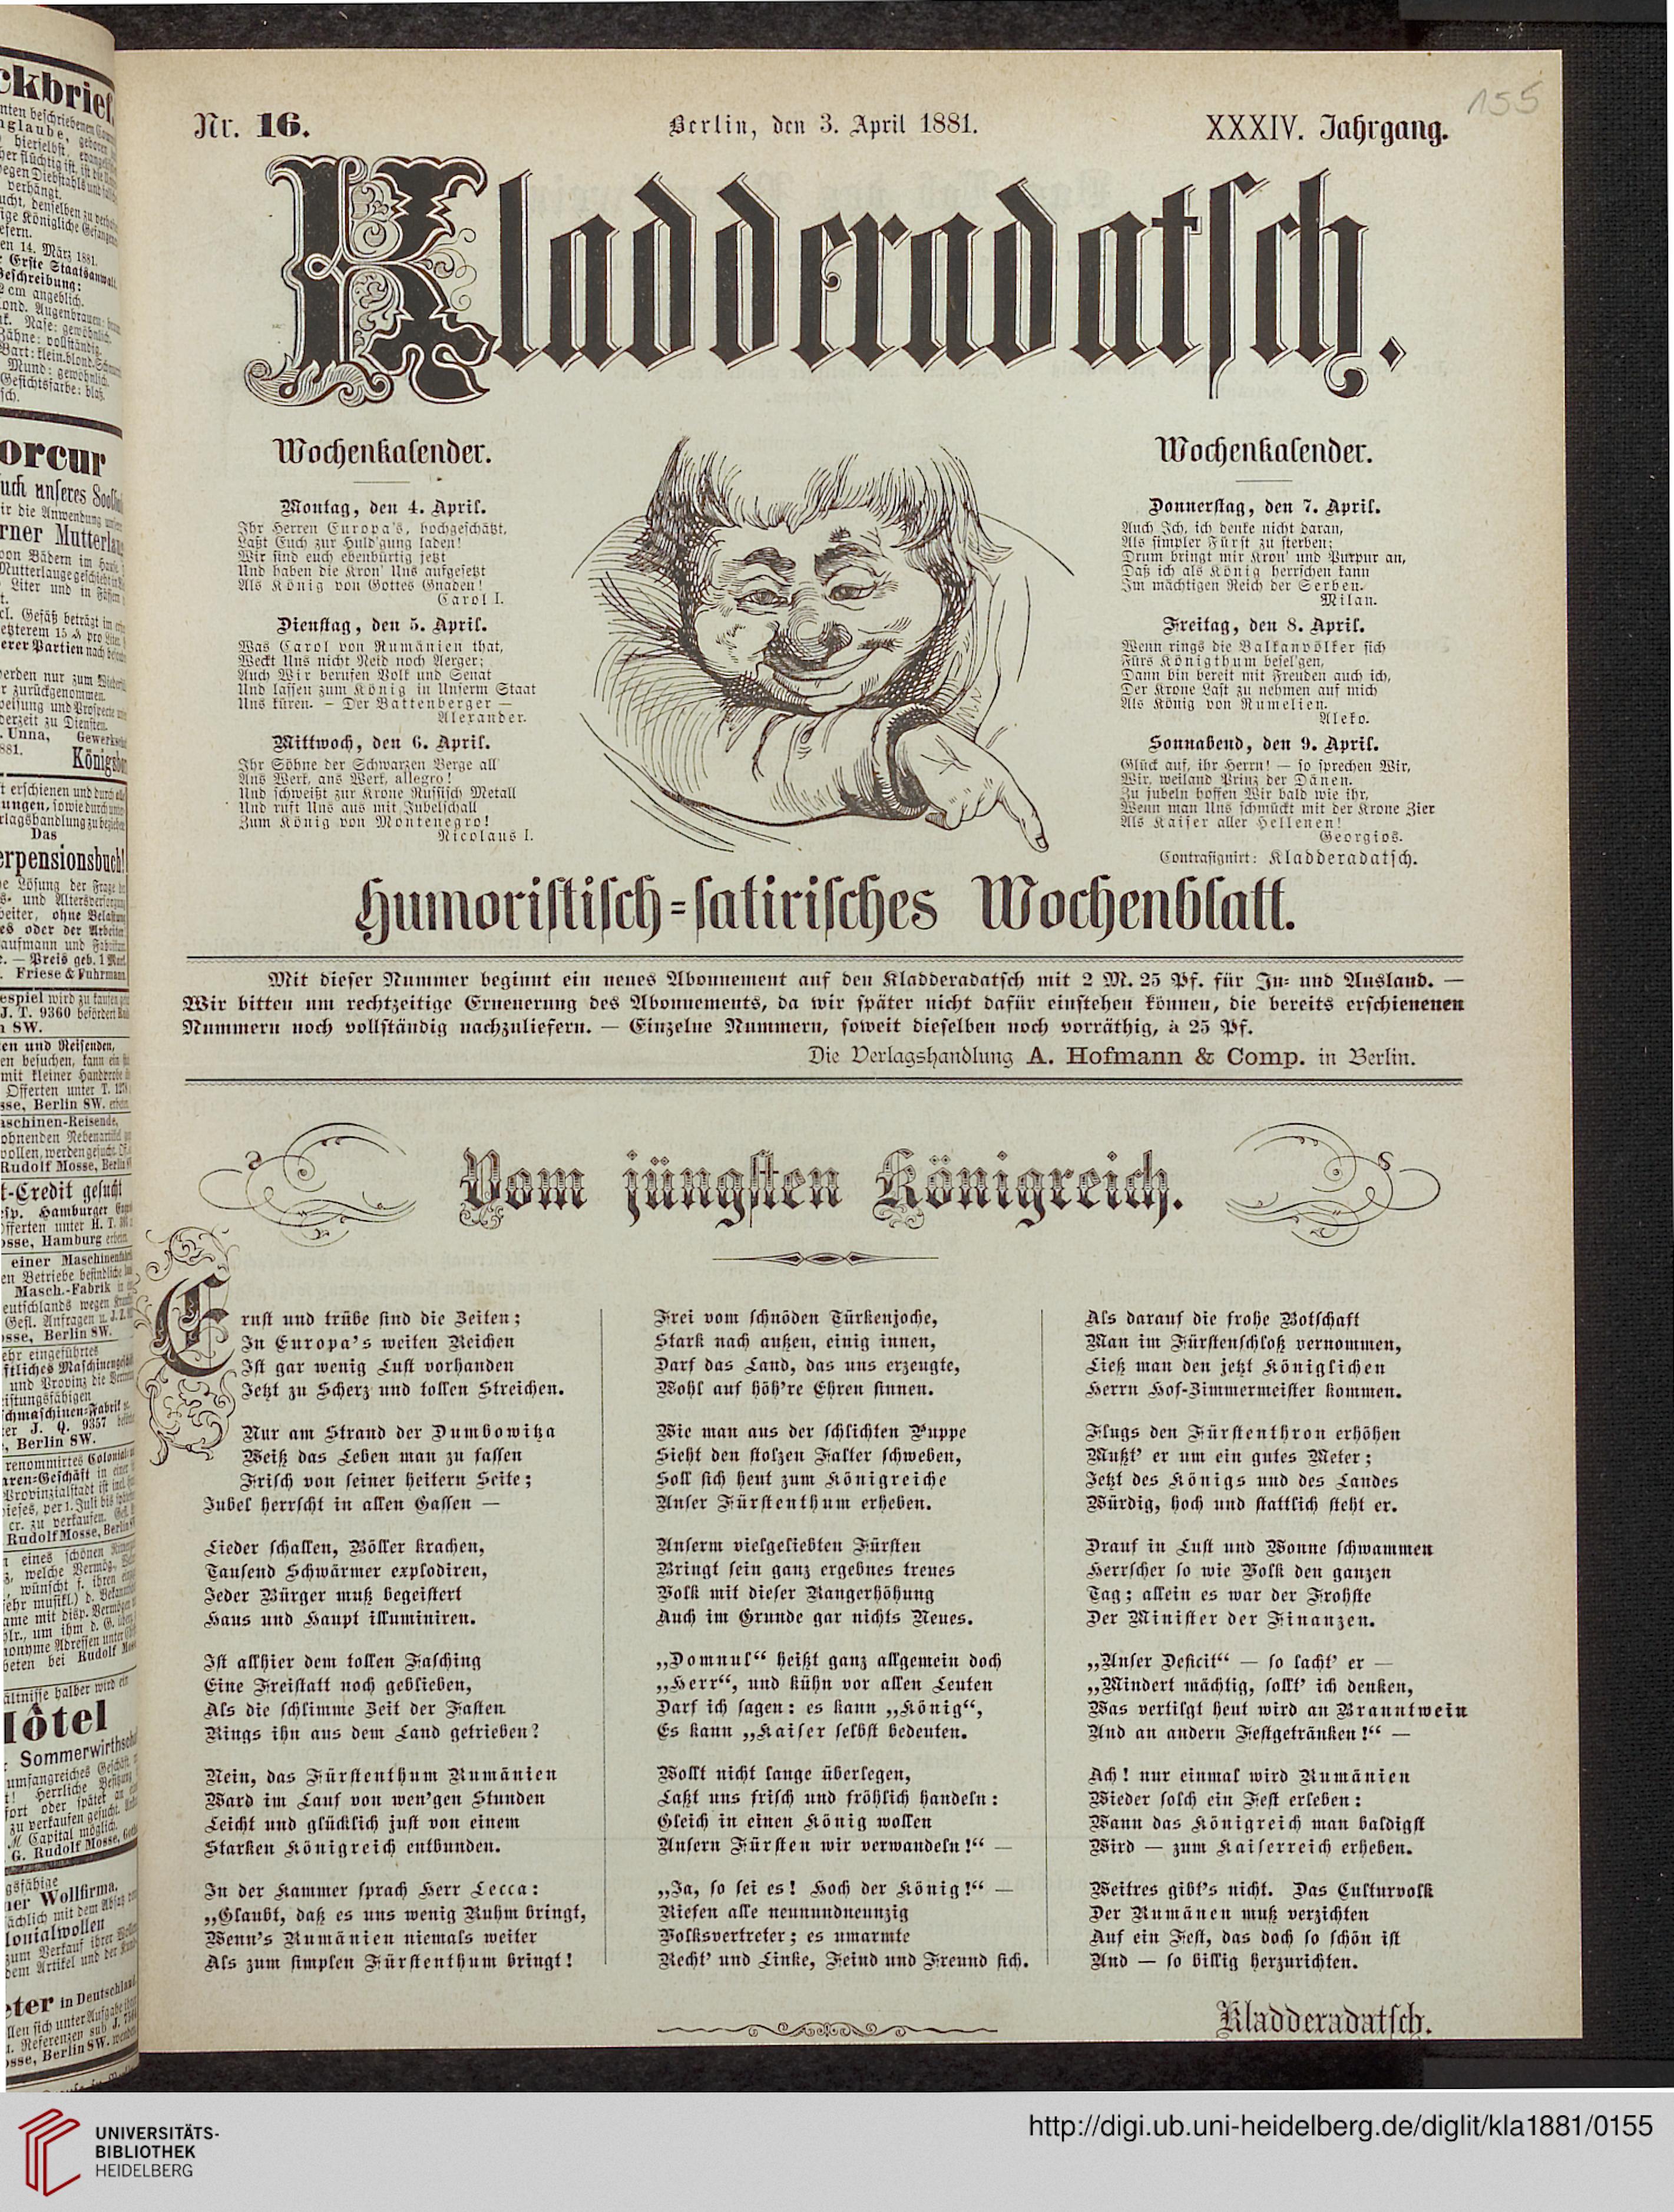 155
Nr. 16.
Berlin, den 3. April 1881.
XXXIV. Jahrgang.
Kladderadatsch.
Wochenkalender.
Montag, den 4. April.
Ihr Herren Europa's, hochgeschätzt,
Laßt Euch zur Huld'gung laden!
Wir sind euch ebenbürtig jetzt
Und haben die Kron' Uns aufgesetzt
Als König von Gottes Gnaden!
Carol I.
Dienstag, den 5. April.
Was Carol von Rumänien that,
Weckt Uns nicht Neid noch Aerger;
Auch Wir berufen Volk und Senat
Und lassen zum König in Unserm Staat
Uns küren. — Der Battenberger —
Alexander.
Mittwoch, den 6. April.
Ihr Söhne der Schwarzen Berge all'
Ans Werk, ans Werk, allegro!
Und schweißt zur Krone Russisch Metall
Und ruft Uns aus mit Jubelschall
Zum König von Montenegro!
Nicolaus I.
Wochenkalender.
Donnerstag, den 7. April.
Auch Ich, ich denke nicht daran,
Als simpler Fürst zu sterben;
Drum bringt mir Kron' und Purpur an,
Daß ich als König herrschen kann
Im mächtigen Reich der Serben.
Milan.
Freitag, den 8. April.
Wenn rings die Balkanvölker sich
Fürs Königthum besel'gen,
Dann bin bereit mit Freuden auch ich,
Der Krone Last zu nehmen auf mich
Als König von Rumelien.
Aleko.
Sonnabend, den 9. April.
Glück auf, ihr Herrn! — so sprechen Wir,
Wir, weiland Prinz der Dänen.
Zu jubeln hoffen Wir bald wie ihr,
Wenn man Uns schmückt mit der Krone Zier
Als Kaiser aller Hellenen!
Georgios.
Contrasignirt: Kladderadatsch.
Humoristisch-satirisches Wochenblatt.
Mit dieser Nummer beginnt ein neues Abonnement auf den Kladderadatsch mit 2 M. 25 Pf. für In- und Ausland. —
Wir bitten um rechtzeitige Erneuerung des Abonnements, da wir später nicht dafür einstehen können, die bereits erschienenen
Nummern noch vollständig nachzuliefern. — Einzelne Nummern, soweit dieselben noch vorräthig, à 25 Pf.
Die Verlagshandlung A. Hofmann & Comp. in Berlin.
Vom jüngsten Königreich.
Ernst und trübe sind die Zeiten;
In Europa's weiten Reichen
Ist gar wenig Lust vorhanden
Jetzt zu Scherz und tollen Streichen.
Nur am Strand der Dumbowitza
Weiß das Leben man zu fassen
Frisch von seiner heitern Seite;
Jubel herrscht in allen Gassen —
Lieder schallen, Böller krachen,
Tausend Schwärmer explodiren,
Jeder Bürger muß begeistert
Haus und Haupt illuminiren.
Ist allhier dem tollen Fasching
Eine Freistatt noch geblieben,
Als die schlimme Zeit der Fasten
Rings ihn aus dem Land getrieben?
Nein, das Fürstenthum Rumänien
Ward im Lauf von wen'gen Stunden
Leicht und glücklich just von einem
Starken Königreich entbunden.
In der Kammer sprach Herr Lecca:
„Glaubt, daß es uns wenig Ruhm bringt,
Wenn's Rumänien niemals weiter
Als zum simplen Fürstenthum bringt!
Frei vom schnöden Türkenjoche,
Stark nach außen, einig innen,
Darf das Land, das uns erzeugte,
Wohl auf höh're Ehren sinnen.
Wie man aus der schlichten Puppe
Sieht den stolzen Falter schweben,
Soll sich heut zum Königreiche
Unser Fürstenthum erheben.
Unserm vielgeliebten Fürsten
Bringt sein ganz ergebnes treues
Volk mit dieser Rangerhöhung
Auch im Grunde gar nichts Neues.
„Domnul“ heißt ganz allgemein doch
„Herr“, und kühn vor allen Leuten
Darf ich sagen: es kann „König“,
Es kann „Kaiser selbst bedeuten.
Wollt nicht lange überlegen,
Laßt uns frisch und fröhlich handeln:
Gleich in einen König wollen
Unsern Fürsten wir verwandeln!“ —
„Ja, so sei es! Hoch der König!“ —
Riefen alle neunundneunzig
Volksvertreter; es umarmte
Recht' und Linke, Feind und Freund sich.
Als darauf die frohe Botschaft
Man im Fürstenschloß vernommen,
Ließ man den jetzt Königlichen
Herrn Hof-Zimmermeister kommen.
Flugs den Fürstenthron erhöhen
Mußt' er um ein gutes Meter;
Jetzt des Königs und des Landes
Würdig, hoch und stattlich steht er.
Drauf in Lust und Wonne schwammen
Herrscher so wie Volk den ganzen
Tag; allein es war der Frohste
Der Minister der Finanzen.
„Unser Deficit“ — so lacht' er —
„Mindert mächtig, sollt' ich denken,
Was vertilgt heut wird an Branntwein
Und an andern Festgetränken!“ —
Ach! nur einmal wird Rumänien
Wieder solch ein Fest erleben:
Wann das Königreich man baldigst
Wird — zum Kaiserreich erheben.
Weitres gibt's nicht. Das Culturvolk
Der Rumänen muß verzichten
Auf ein Fest, das doch so schön ist
Und — so billig herzurichten.
Kladderadatsch.
UNIVERSITÄTS-
BIBLIOTHEK
HEIDELBERG
http://digi.ub.uni-heidelberg.de/diglit/kla1881/0155